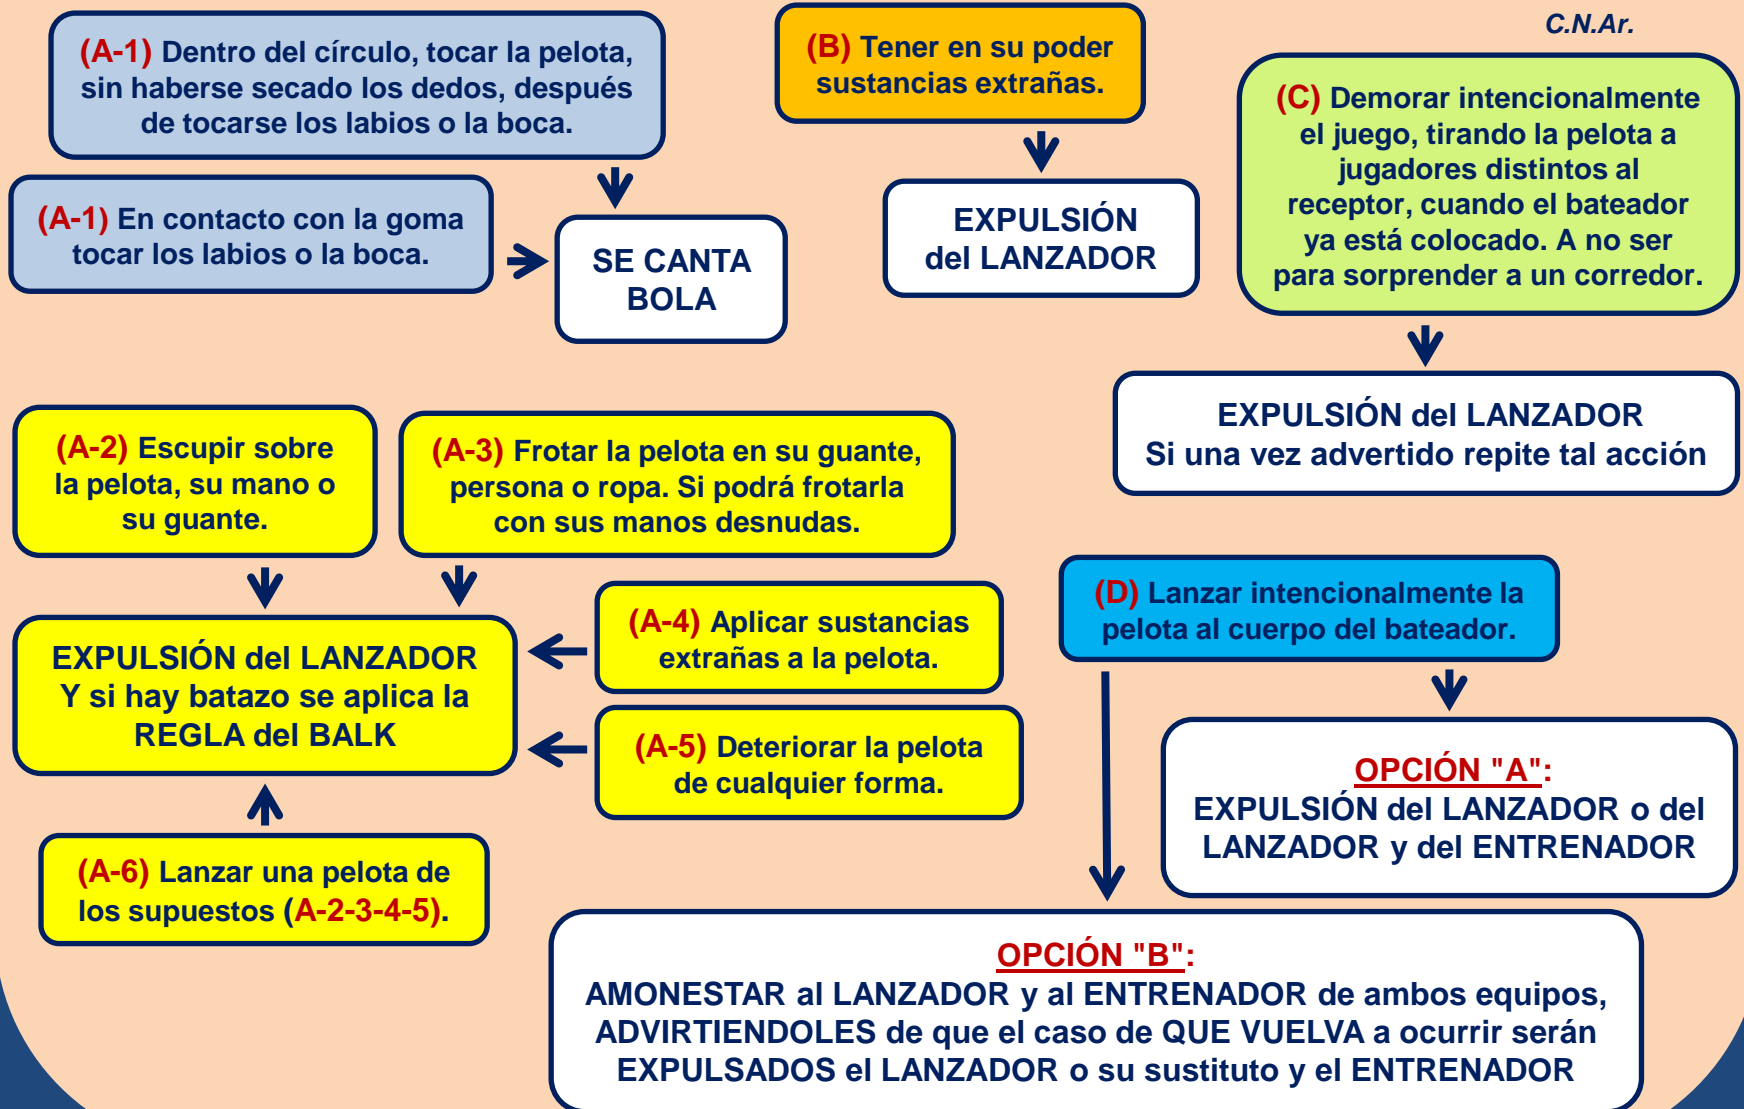 C.N.Ar.
(A-1) Dentro del círculo, tocar la pelota,
sin haberse secado los dedos, después
de tocarse los labios o la boca.
(A-1) En contacto con la goma
tocar los labios o la boca.
SE CANTA
BOLA
(B) Tener en su poder
sustancias extrañas.
EXPULSIÓN
del LANZADOR
(C) Demorar intencionalmente
el juego, tirando la pelota a
jugadores distintos al
receptor, cuando el bateador
ya está colocado. A no ser
para sorprender a un corredor.
EXPULSIÓN del LANZADOR
Si una vez advertido repite tal acción
(A-2) Escupir sobre
la pelota, su mano o
su guante.
(A-3) Frotar la pelota en su guante,
persona o ropa. Si podrá frotarla
con sus manos desnudas.
EXPULSIÓN del LANZADOR
Y si hay batazo se aplica la
REGLA del BALK
(A-4) Aplicar sustancias
extrañas a la pelota.
(A-5) Deteriorar la pelota
de cualquier forma.
(A-6) Lanzar una pelota de
los supuestos (A-2-3-4-5).
(D) Lanzar intencionalmente la
pelota al cuerpo del bateador.
OPCIÓN "A":
EXPULSIÓN del LANZADOR o del
LANZADOR y del ENTRENADOR
OPCIÓN "B":
AMONESTAR al LANZADOR y al ENTRENADOR de ambos equipos,
ADVIRTIENDOLES de que el caso de QUE VUELVA a ocurrir serán
EXPULSADOS el LANZADOR o su sustituto y el ENTRENADOR